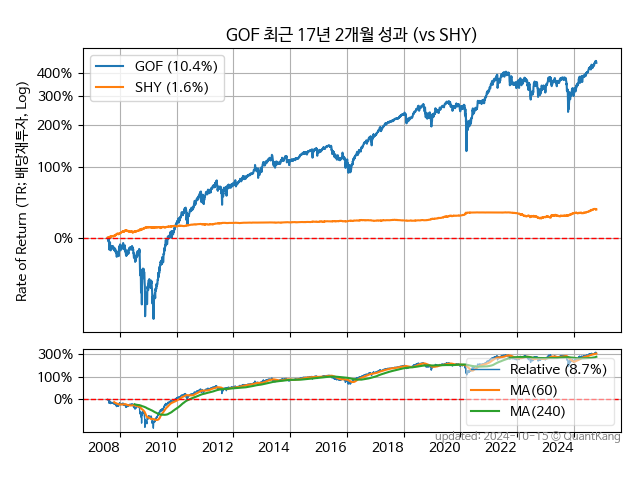 GOF 최근 17년 2개월 성과 (vs SHY)
GOF (10.4%)
SHY (1.6%)
400%
300%
200%
100%
0%
Rate of Return (TR; 배당재투자, Log)
300%
100%
0%
Relative (8.7%)
MA(60)
MA(240)
2008 2010 2012 2014 2016 2018 2020 2022 2024
updated: 2024-10-15 © QuantKang